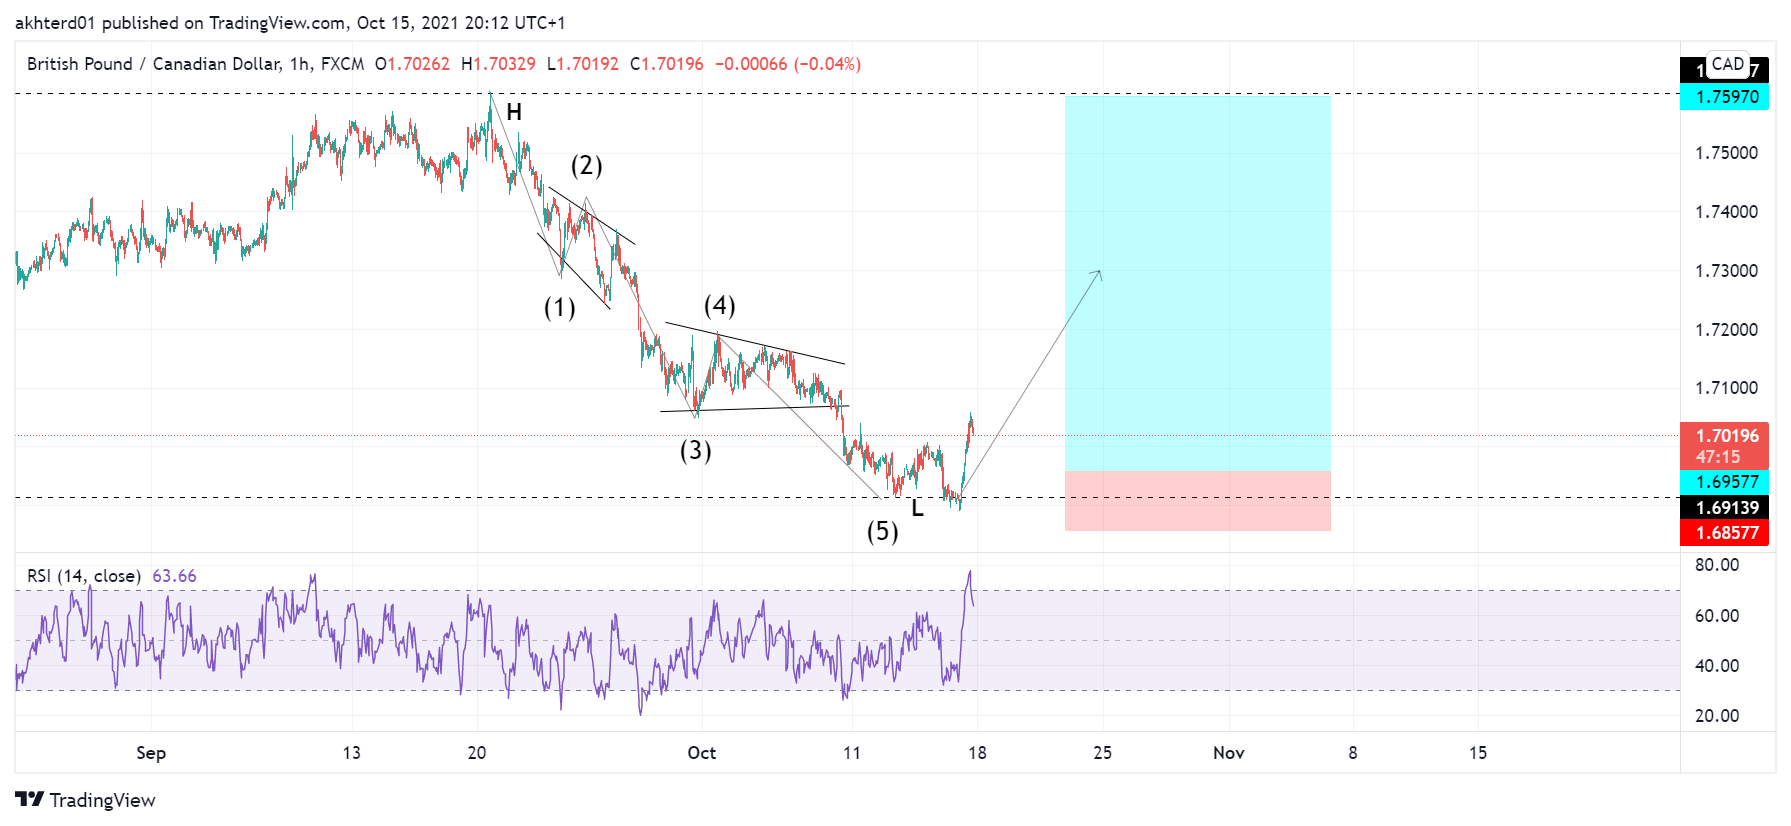 akhterd01 published on TradingView.com, Oct 15, 2021 20:12 UTC+1
British Pound / Canadian Dollar, 1h, FXCM O1.70262 H1.70329 L1.70192 C1.70196 −0.00066 (−0.04%)
CAD
1.75970
H
1.75000
(2)
1.74000
1.73000
(1)
(4)
1.72000
1.71000
(3)
1.70196
47:15
1.69577
L
1.69139
(5)
1.68577
RSI (14, close) 63.66
80.00
60.00
40.00
20.00
Sep 13 20 Oct 11 18 25 Nov 8 15
TradingView